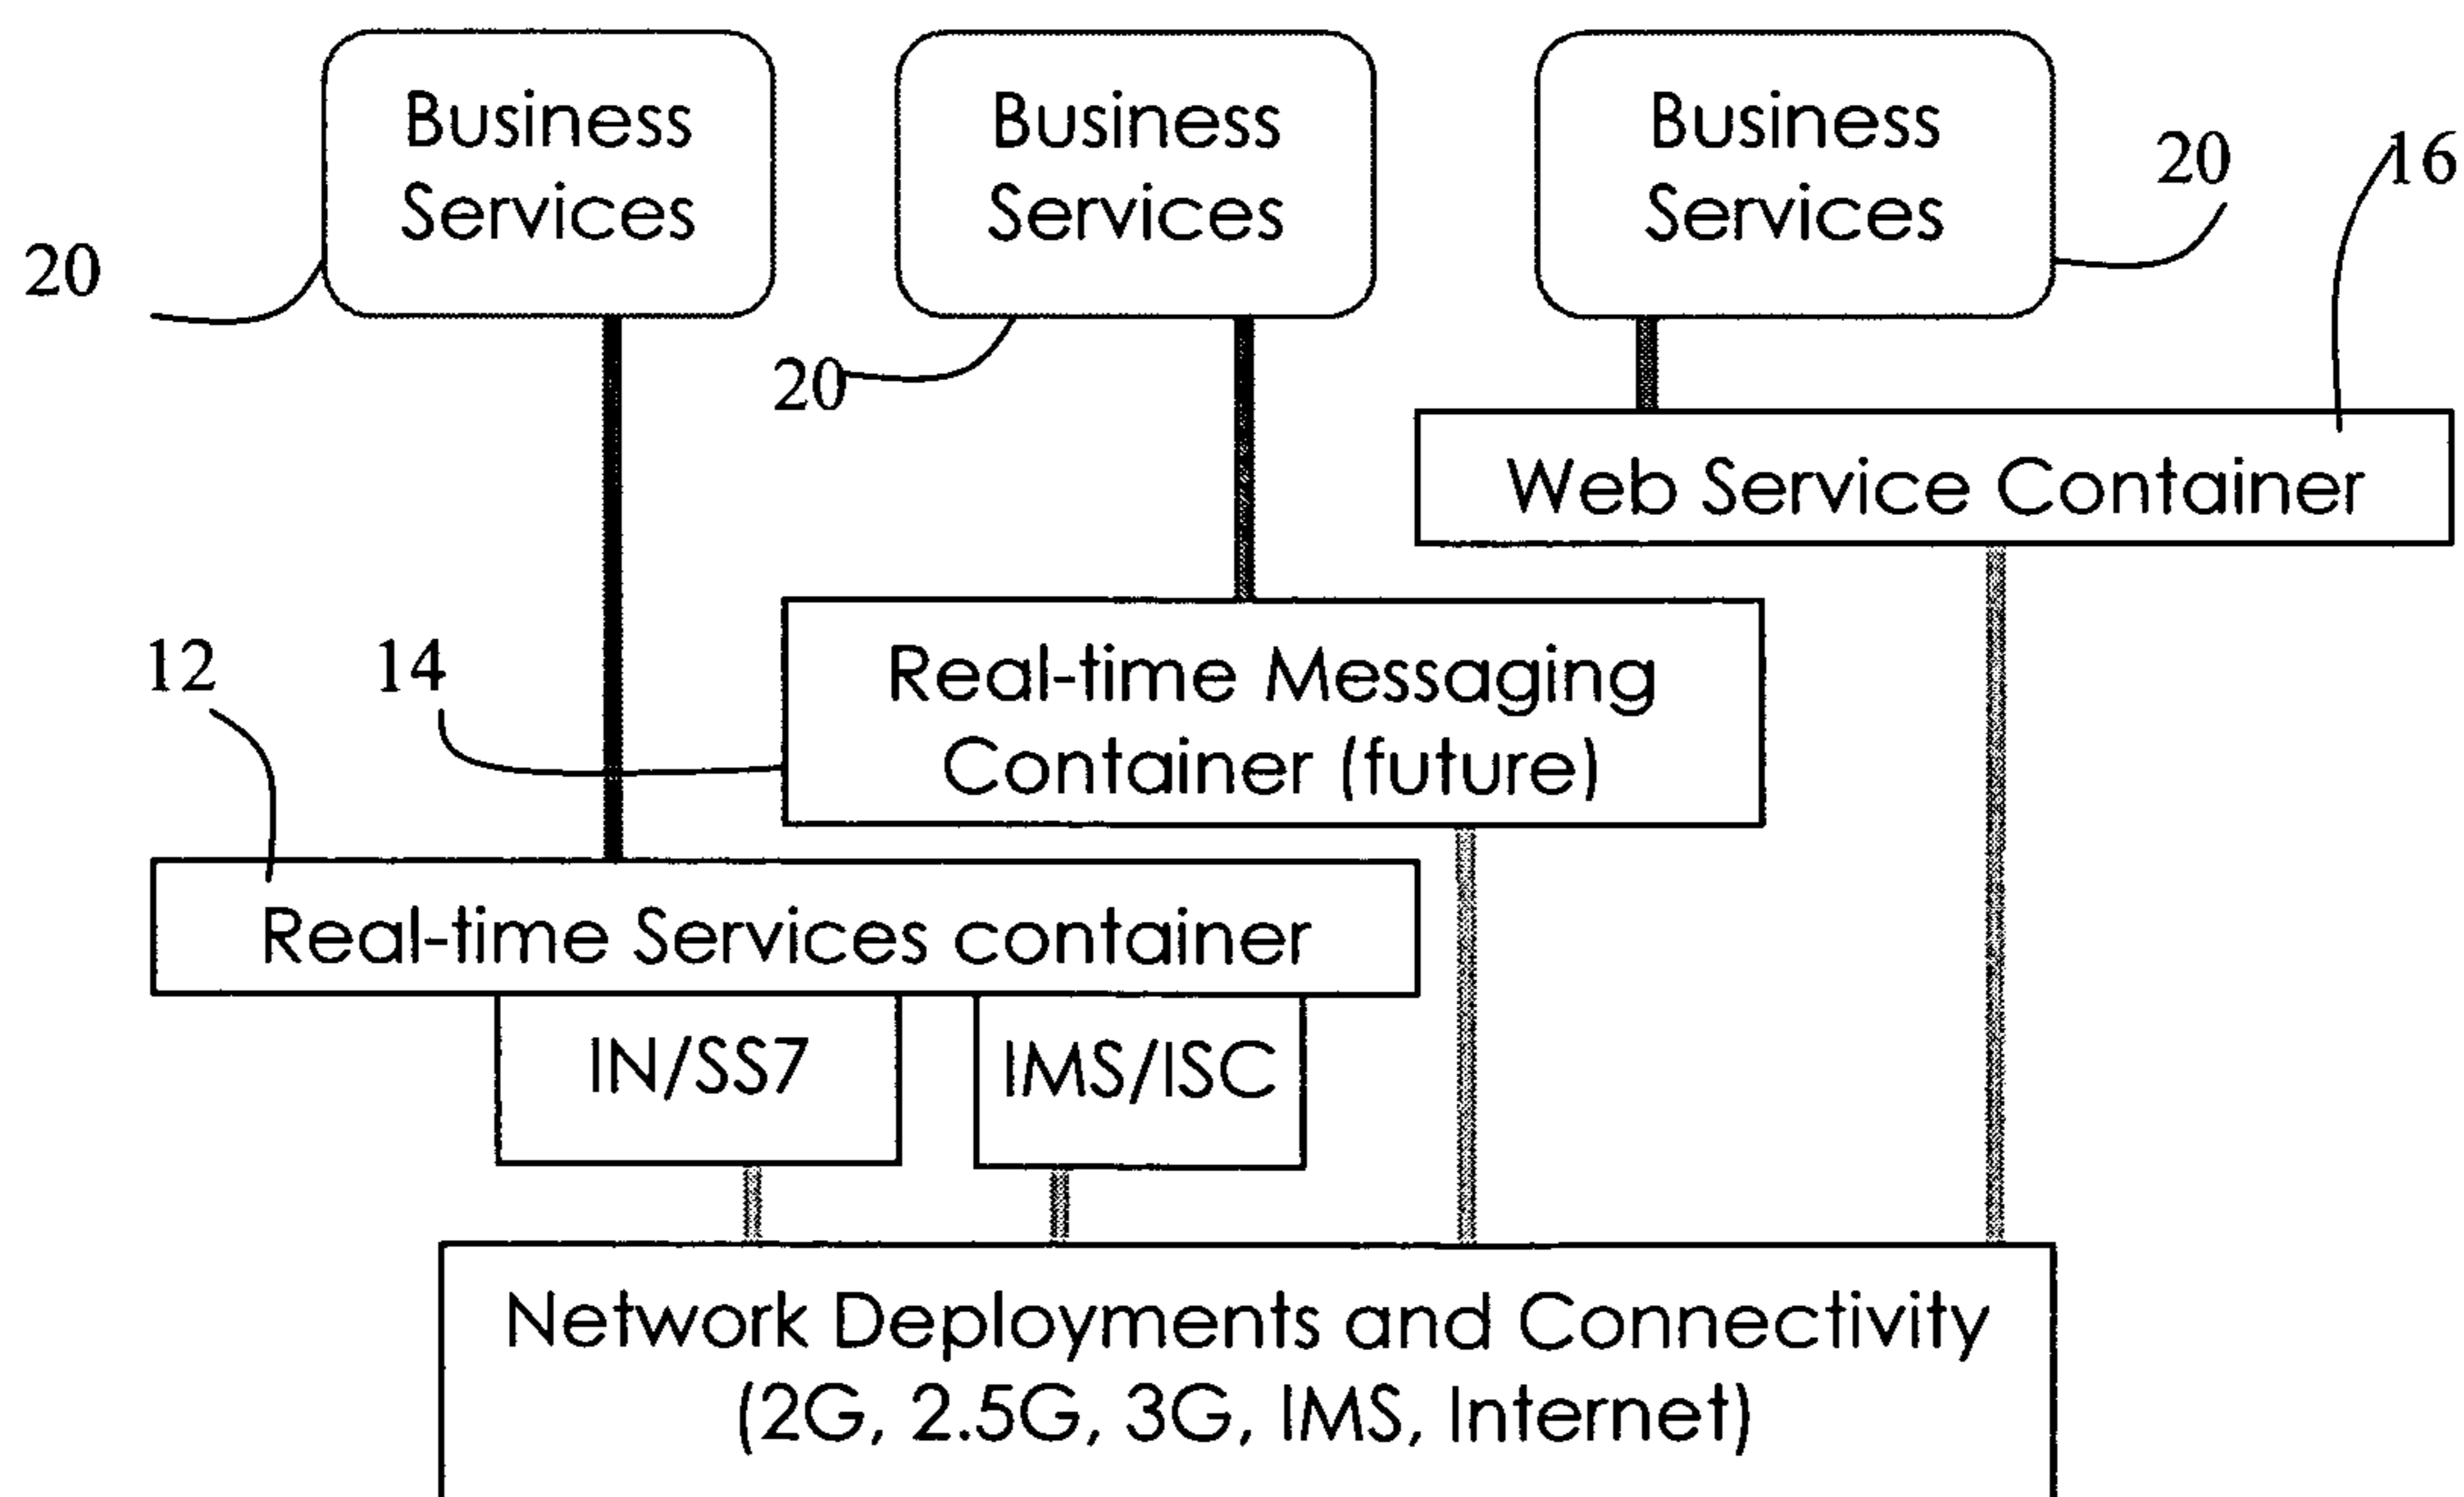 Business
Services
Business
Services
Business
Services
20
16
20
20
Web Service Container
12
14
Real-time Messaging
Container (future)
Real-time Services container
IN/SS7
IMS/ISC
Network Deployments and Connectivity
(2G, 2.5G, 3G, IMS, Internet)